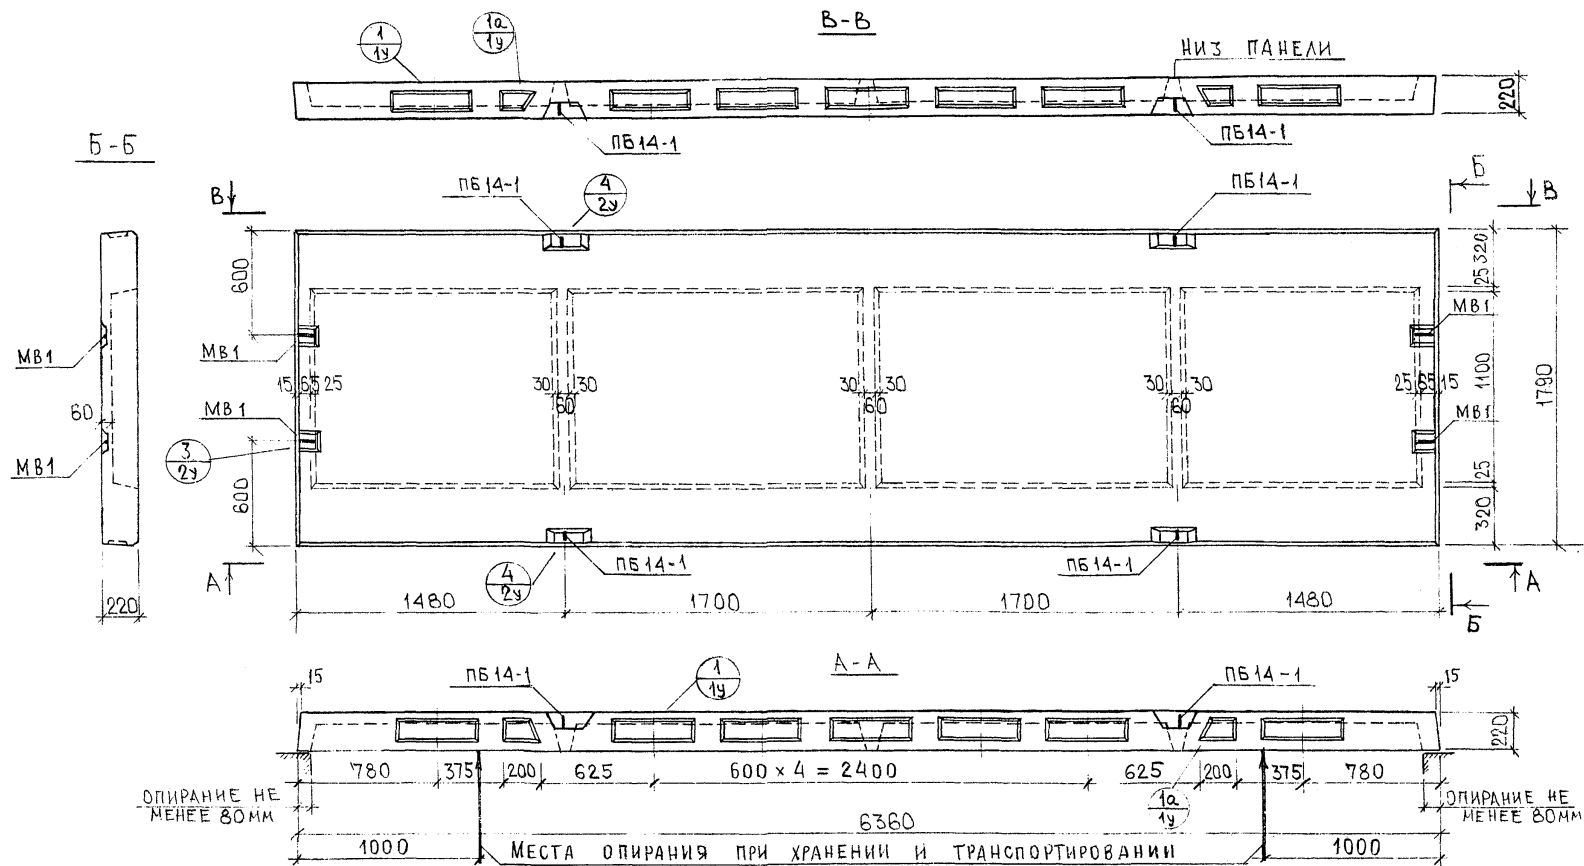 В-В
1
1у
1а
1у
НИЗ ПАНЕЛИ
220
ПБ14-1
ПБ14-1
Б-Б
В
ПБ14-1
4
2у
ПБ14-1
Б
В
600
25 320
МВ1
МВ1
МВ1
15 65 25
30 30
60
30 30
60
30 30
60
25 65 15
1100
1790
60
МВ1
МВ1
МВ1
3
2у
600
25
320
А
4
2у
ПБ14-1
ПБ14-1
А
220
1480
1700
1700
1480
Б
А-А
15
ПБ14-1
1
1у
ПБ14-1
15
220
780
375
200
625
600 x 4 = 2400
625
200
375
780
ОПИРАНИЕ НЕ
МЕНЕЕ 80ММ
1а
1у
ОПИРАНИЕ НЕ
МЕНЕЕ 80ММ
6360
1000
МЕСТА ОПИРАНИЯ ПРИ ХРАНЕНИИ И ТРАНСПОРТИРОВАНИИ
1000